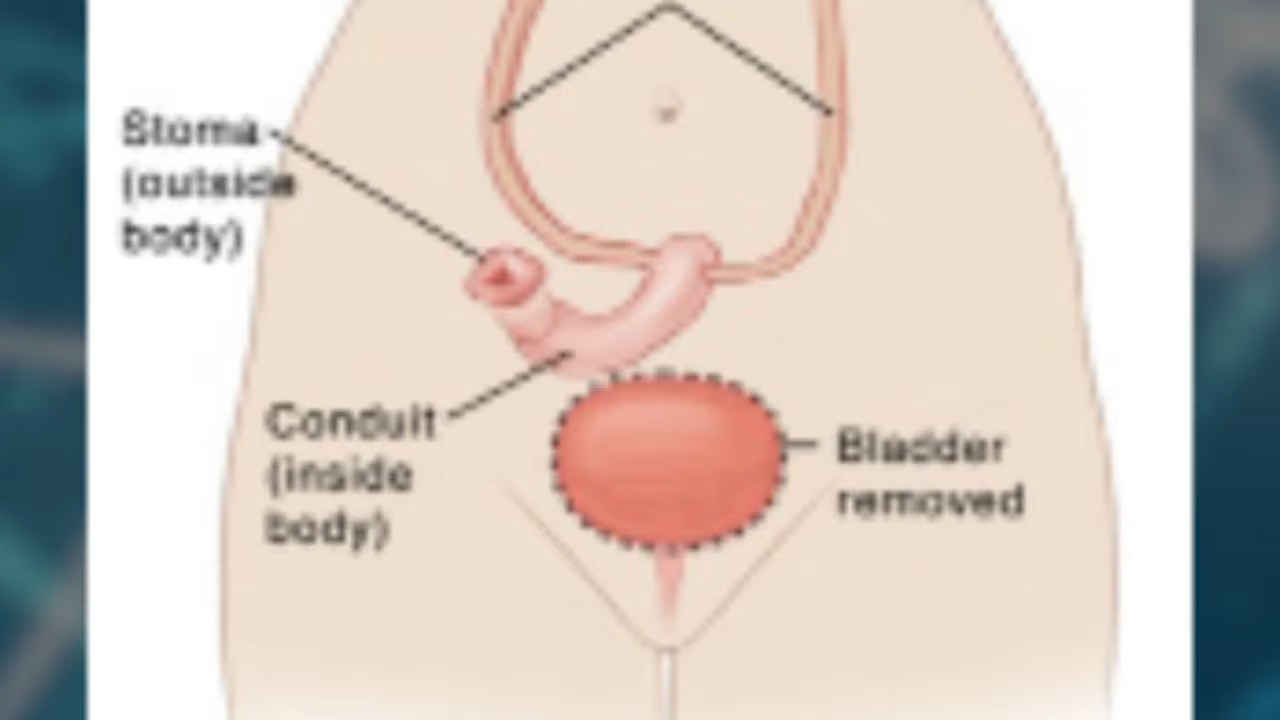 Stoma
(outside
body)
Conduit
(inside
body)
Bladder
removed